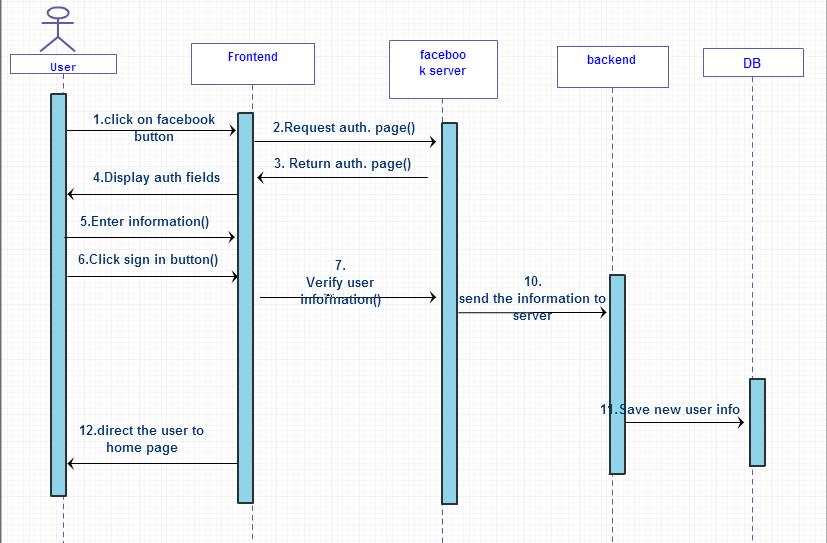 User
Frontend
faceboo
k server
backend
DB
1.click on facebook
button
2.Request auth. page()
3. Return auth. page()
4.Display auth fields
5.Enter information()
6.Click sign in button()
7.
Verify user
information()
10.
send the information to
server
11.Save new user info
12.direct the user to
home page